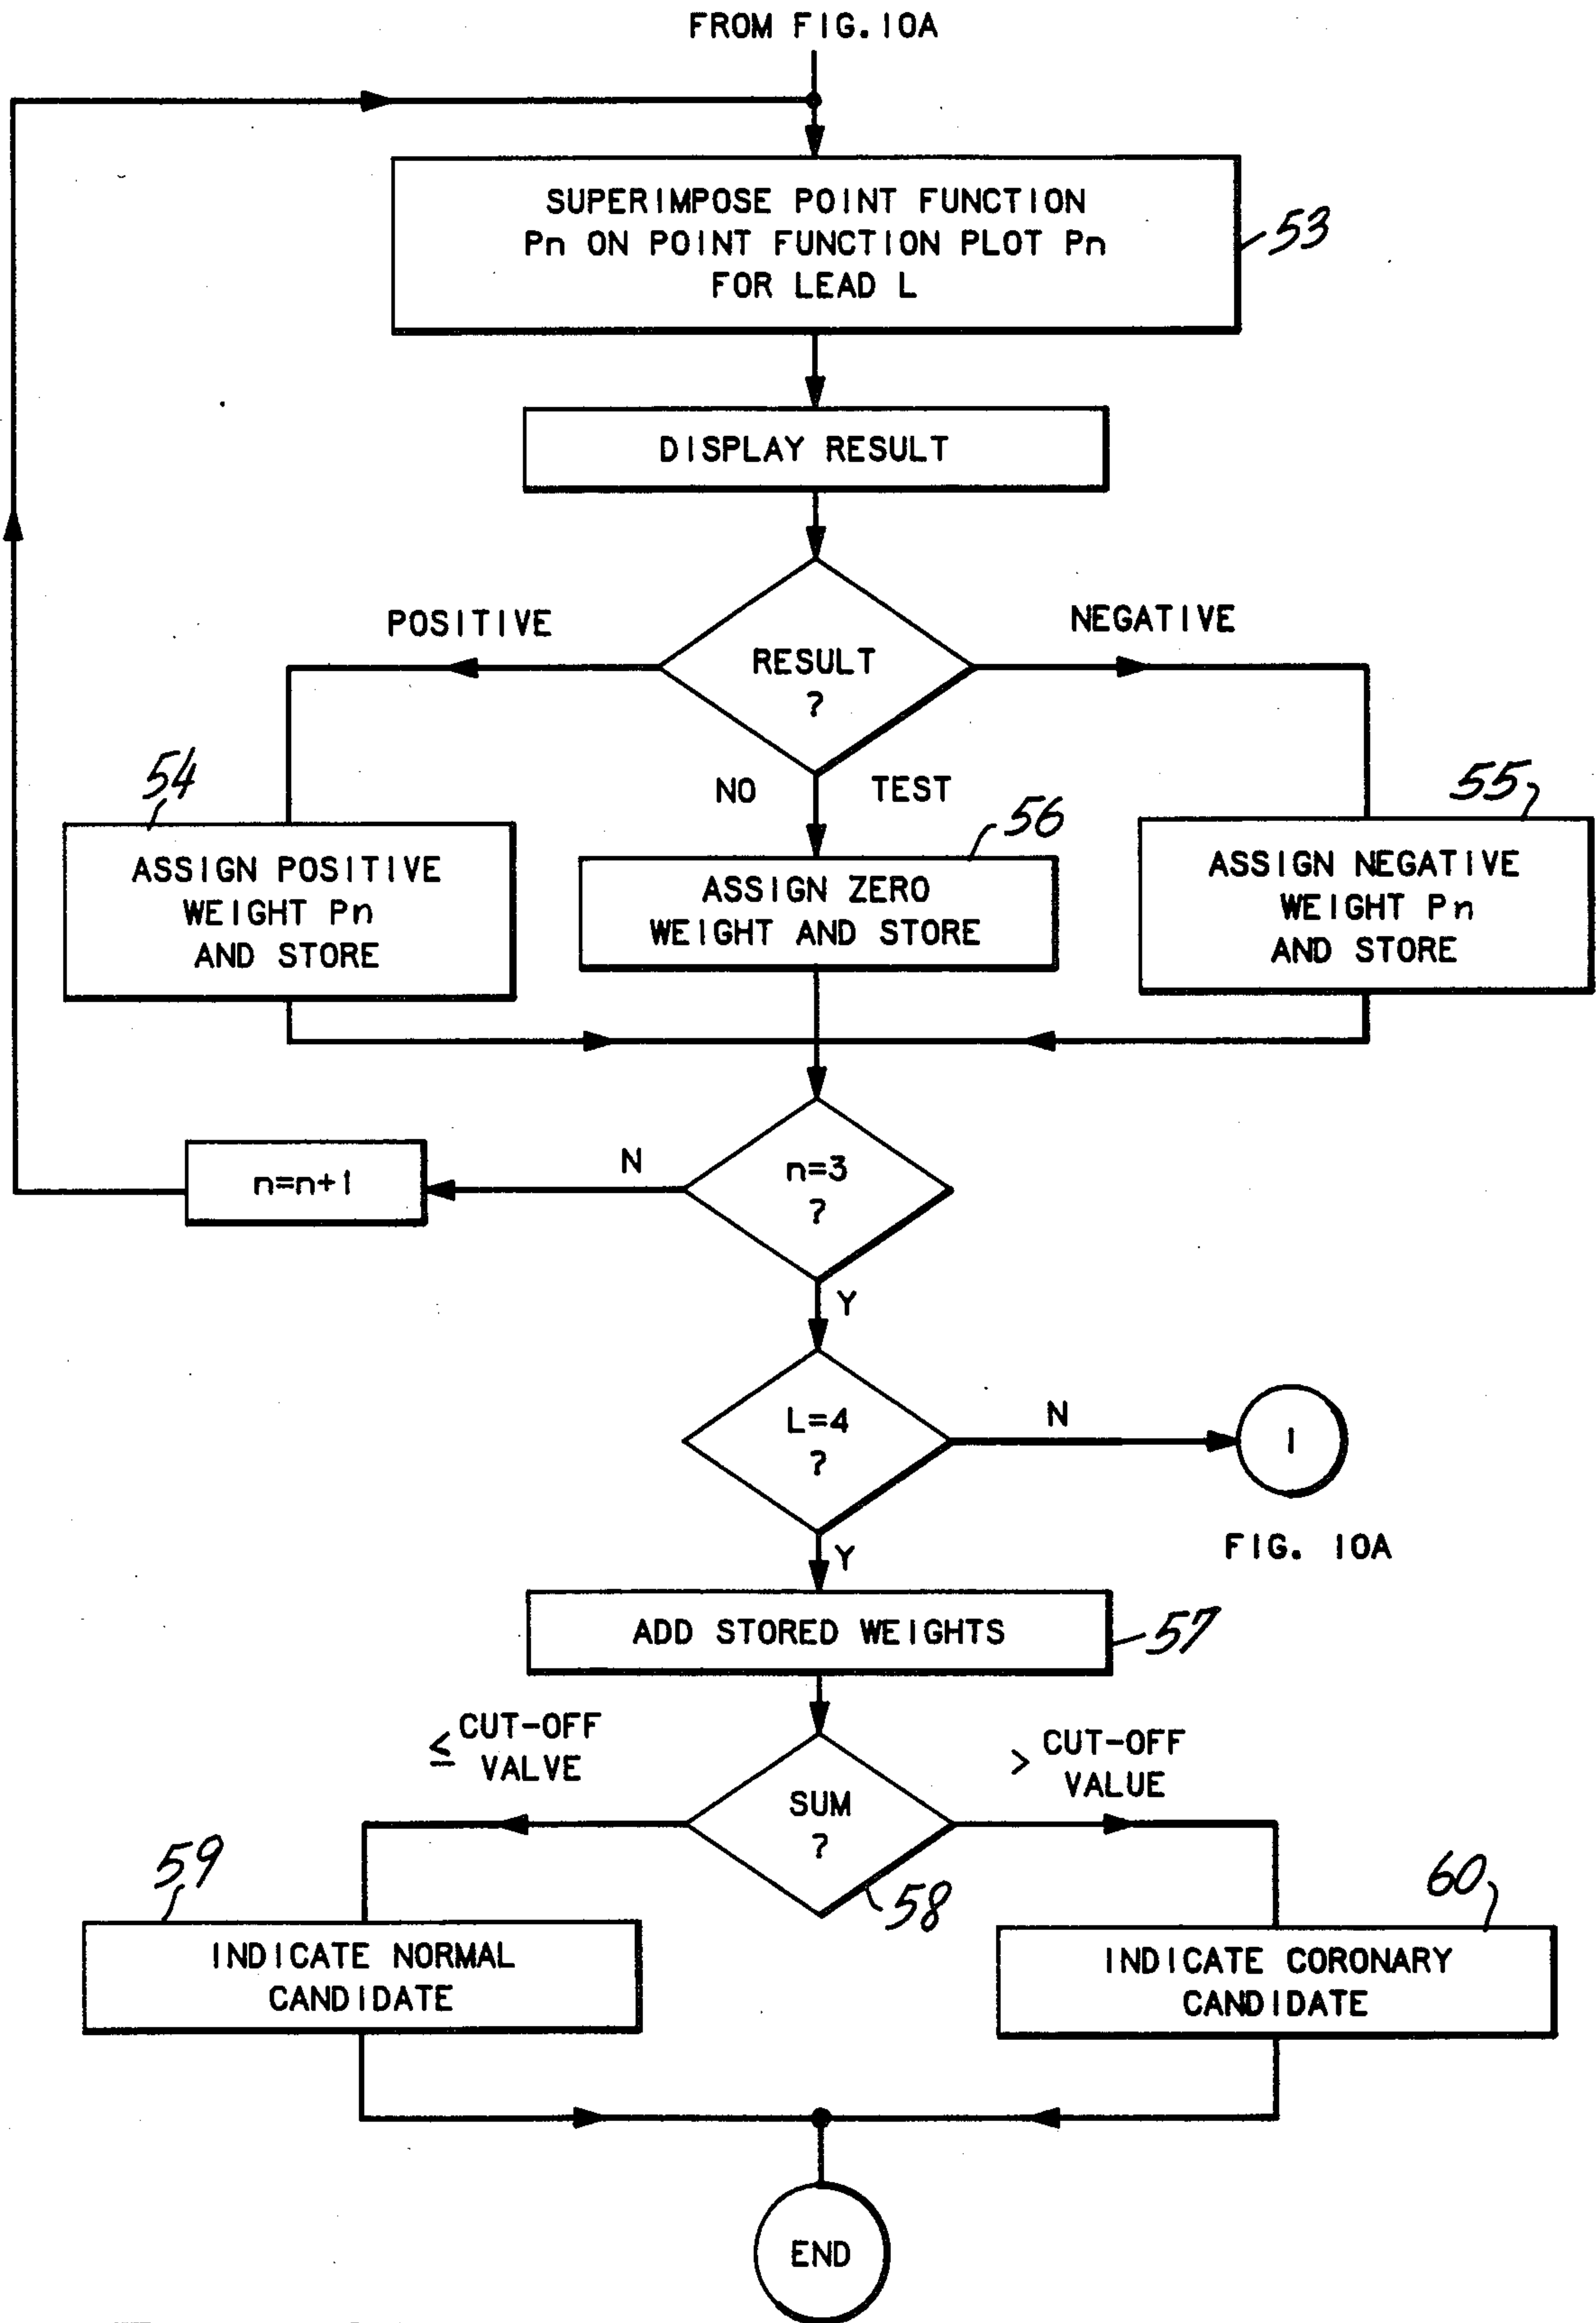 FROM FIG. 10A
SUPERIMPOSE POINT FUNCTION
Pn ON POINT FUNCTION PLOT Pn
FOR LEAD L
53
DISPLAY RESULT
POSITIVE
NEGATIVE
RESULT
?
NO TEST
54
56
55
ASSIGN POSITIVE
WEIGHT Pn
AND STORE
ASSIGN ZERO
WEIGHT AND STORE
ASSIGN NEGATIVE
WEIGHT Pn
AND STORE
n=3
?
N
n=n+1
Y
L=4
?
N
I
FIG. 10A
Y
ADD STORED WEIGHTS
57
≤ CUT-OFF
VALVE
> CUT-OFF
VALUE
SUM
?
58
59
60
INDICATE NORMAL
CANDIDATE
INDICATE CORONARY
CANDIDATE
END